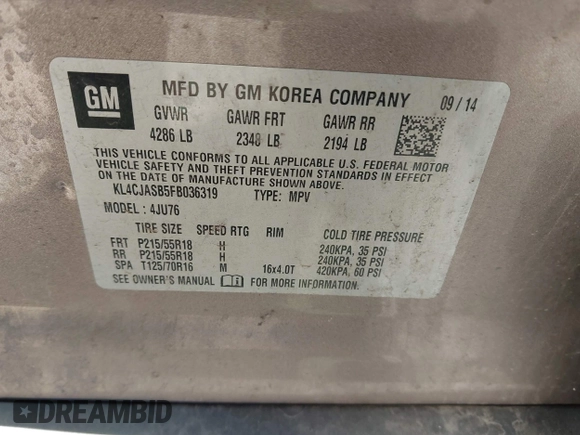 GM
MFD BY GM KOREA COMPANY 09/14
GVWR GAWR FRT GAWR RR
4286 LB 2348 LB 2194 LB
THIS VEHICLE CONFORMS TO ALL APPLICABLE U.S. FEDERAL MOTOR
VEHICLE SAFETY AND THEFT PREVENTION STANDARDS IN EFFECT
ON THE DATE OF MANUFACTURE SHOWN ABOVE.
KL4CJASB5FB036319 TYPE: MPV
MODEL: 4JU76
TIRE SIZE SPEED RTG RIM COLD TIRE PRESSURE
FRT P215/55R18 H 240KPA, 35 PSI
RR P215/55R18 H 240KPA, 35 PSI
SPA T125/70R16 M 16x4.0T 420KPA, 60 PSI
SEE OWNER'S MANUAL FOR MORE INFORMATION.
DREAMBID